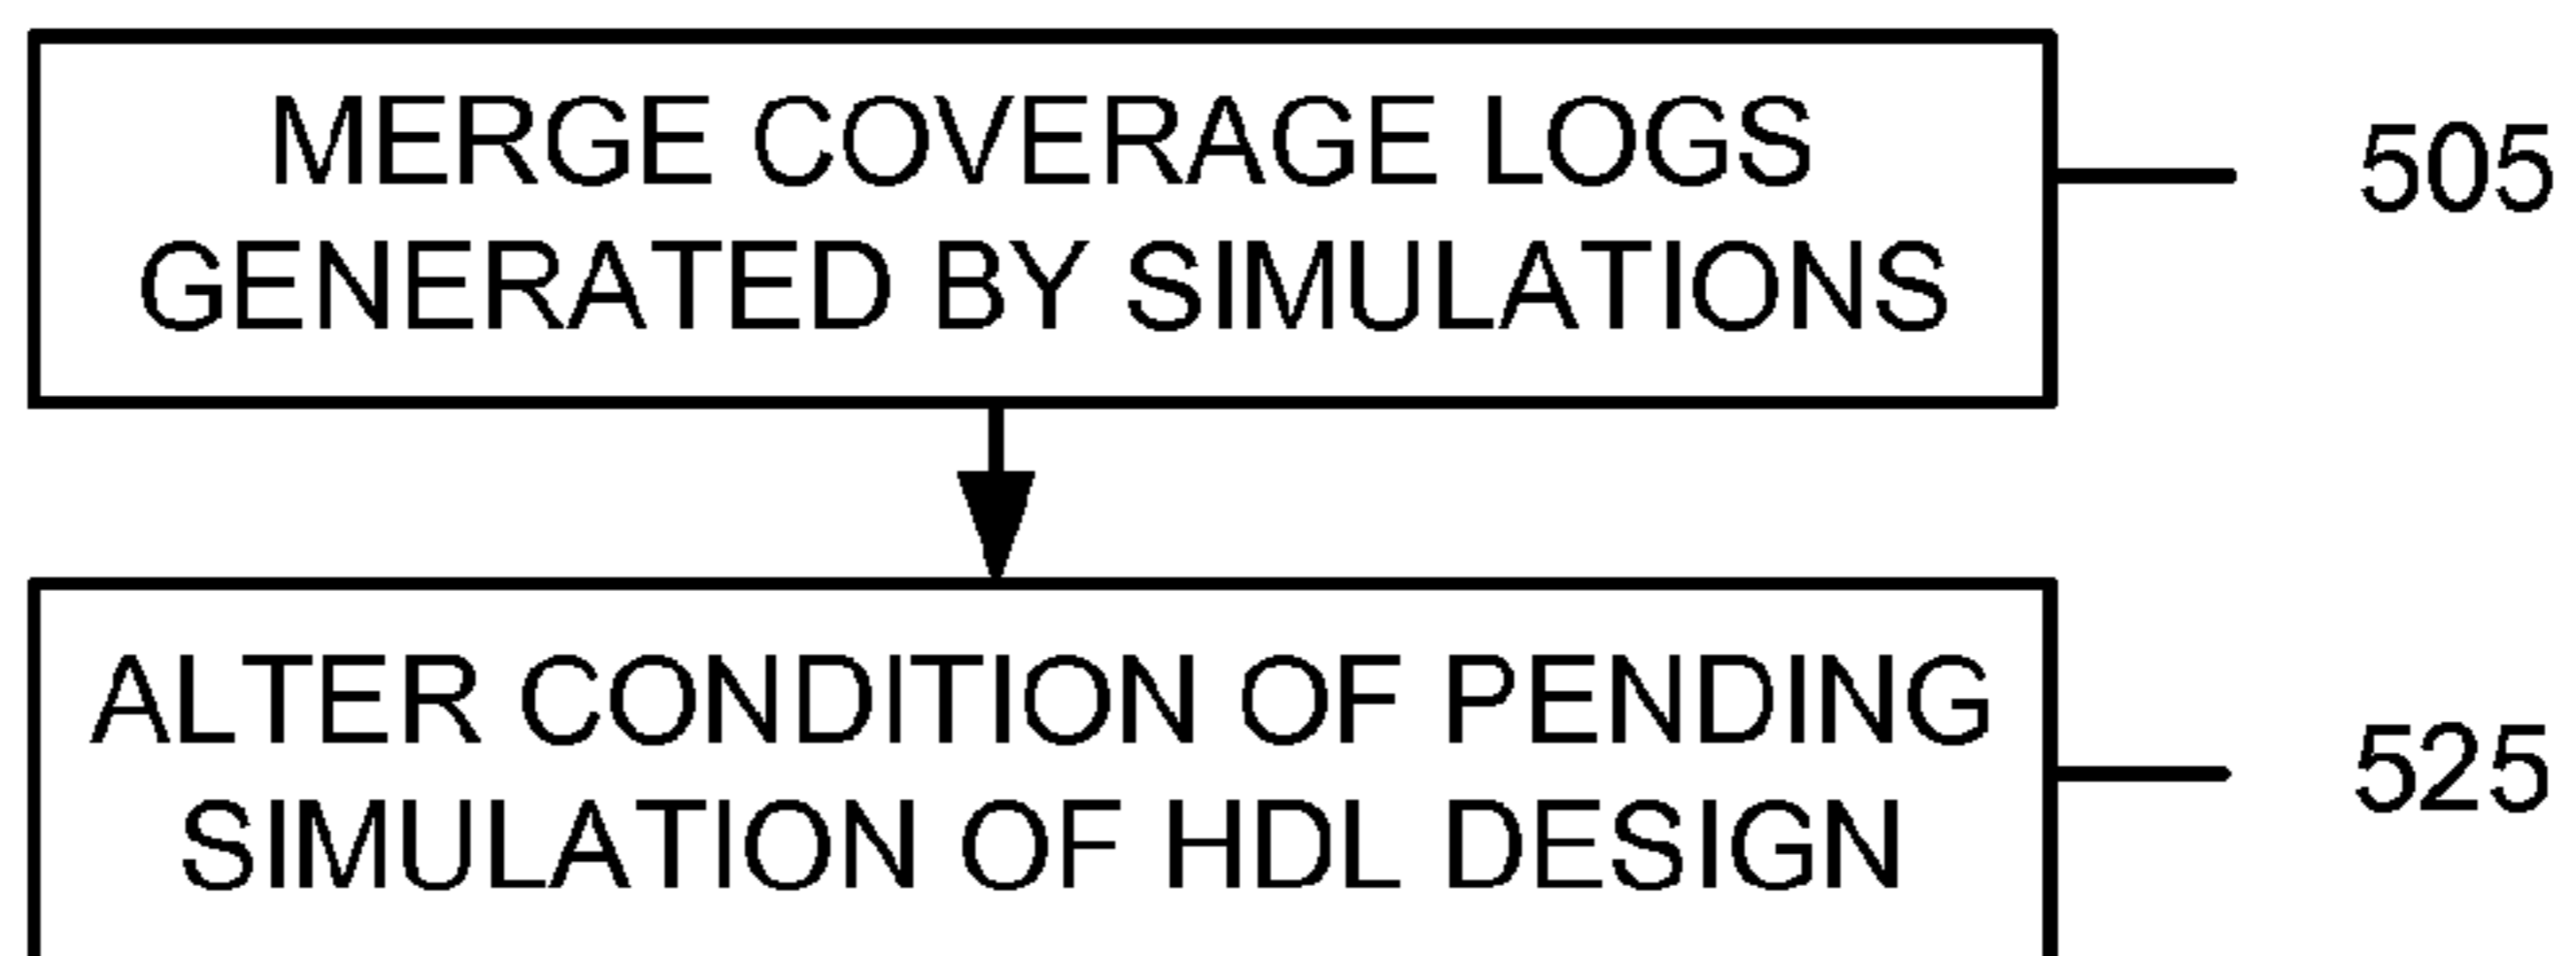 MERGE COVERAGE LOGS
GENERATED BY SIMULATIONS
505
ALTER CONDITION OF PENDING
SIMULATION OF HDL DESIGN
525